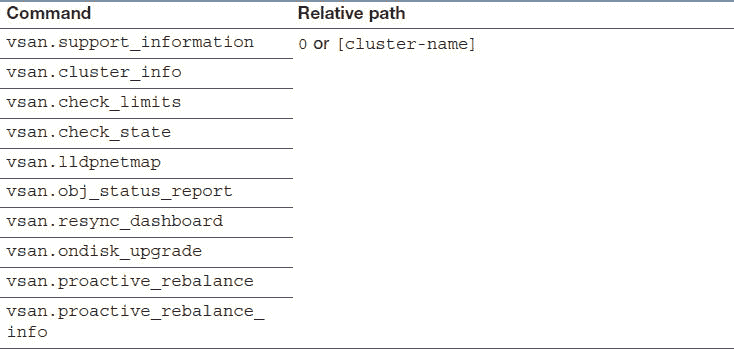 Command Relative path
vsan.support_information 0 or [cluster-name]
vsan.cluster_info
vsan.check_limits
vsan.check_state
vsan.lldpnetmap
vsan.obj_status_report
vsan.resync_dashboard
vsan.ondisk_upgrade
vsan.proactive_rebalance
vsan.proactive_rebalance_
info